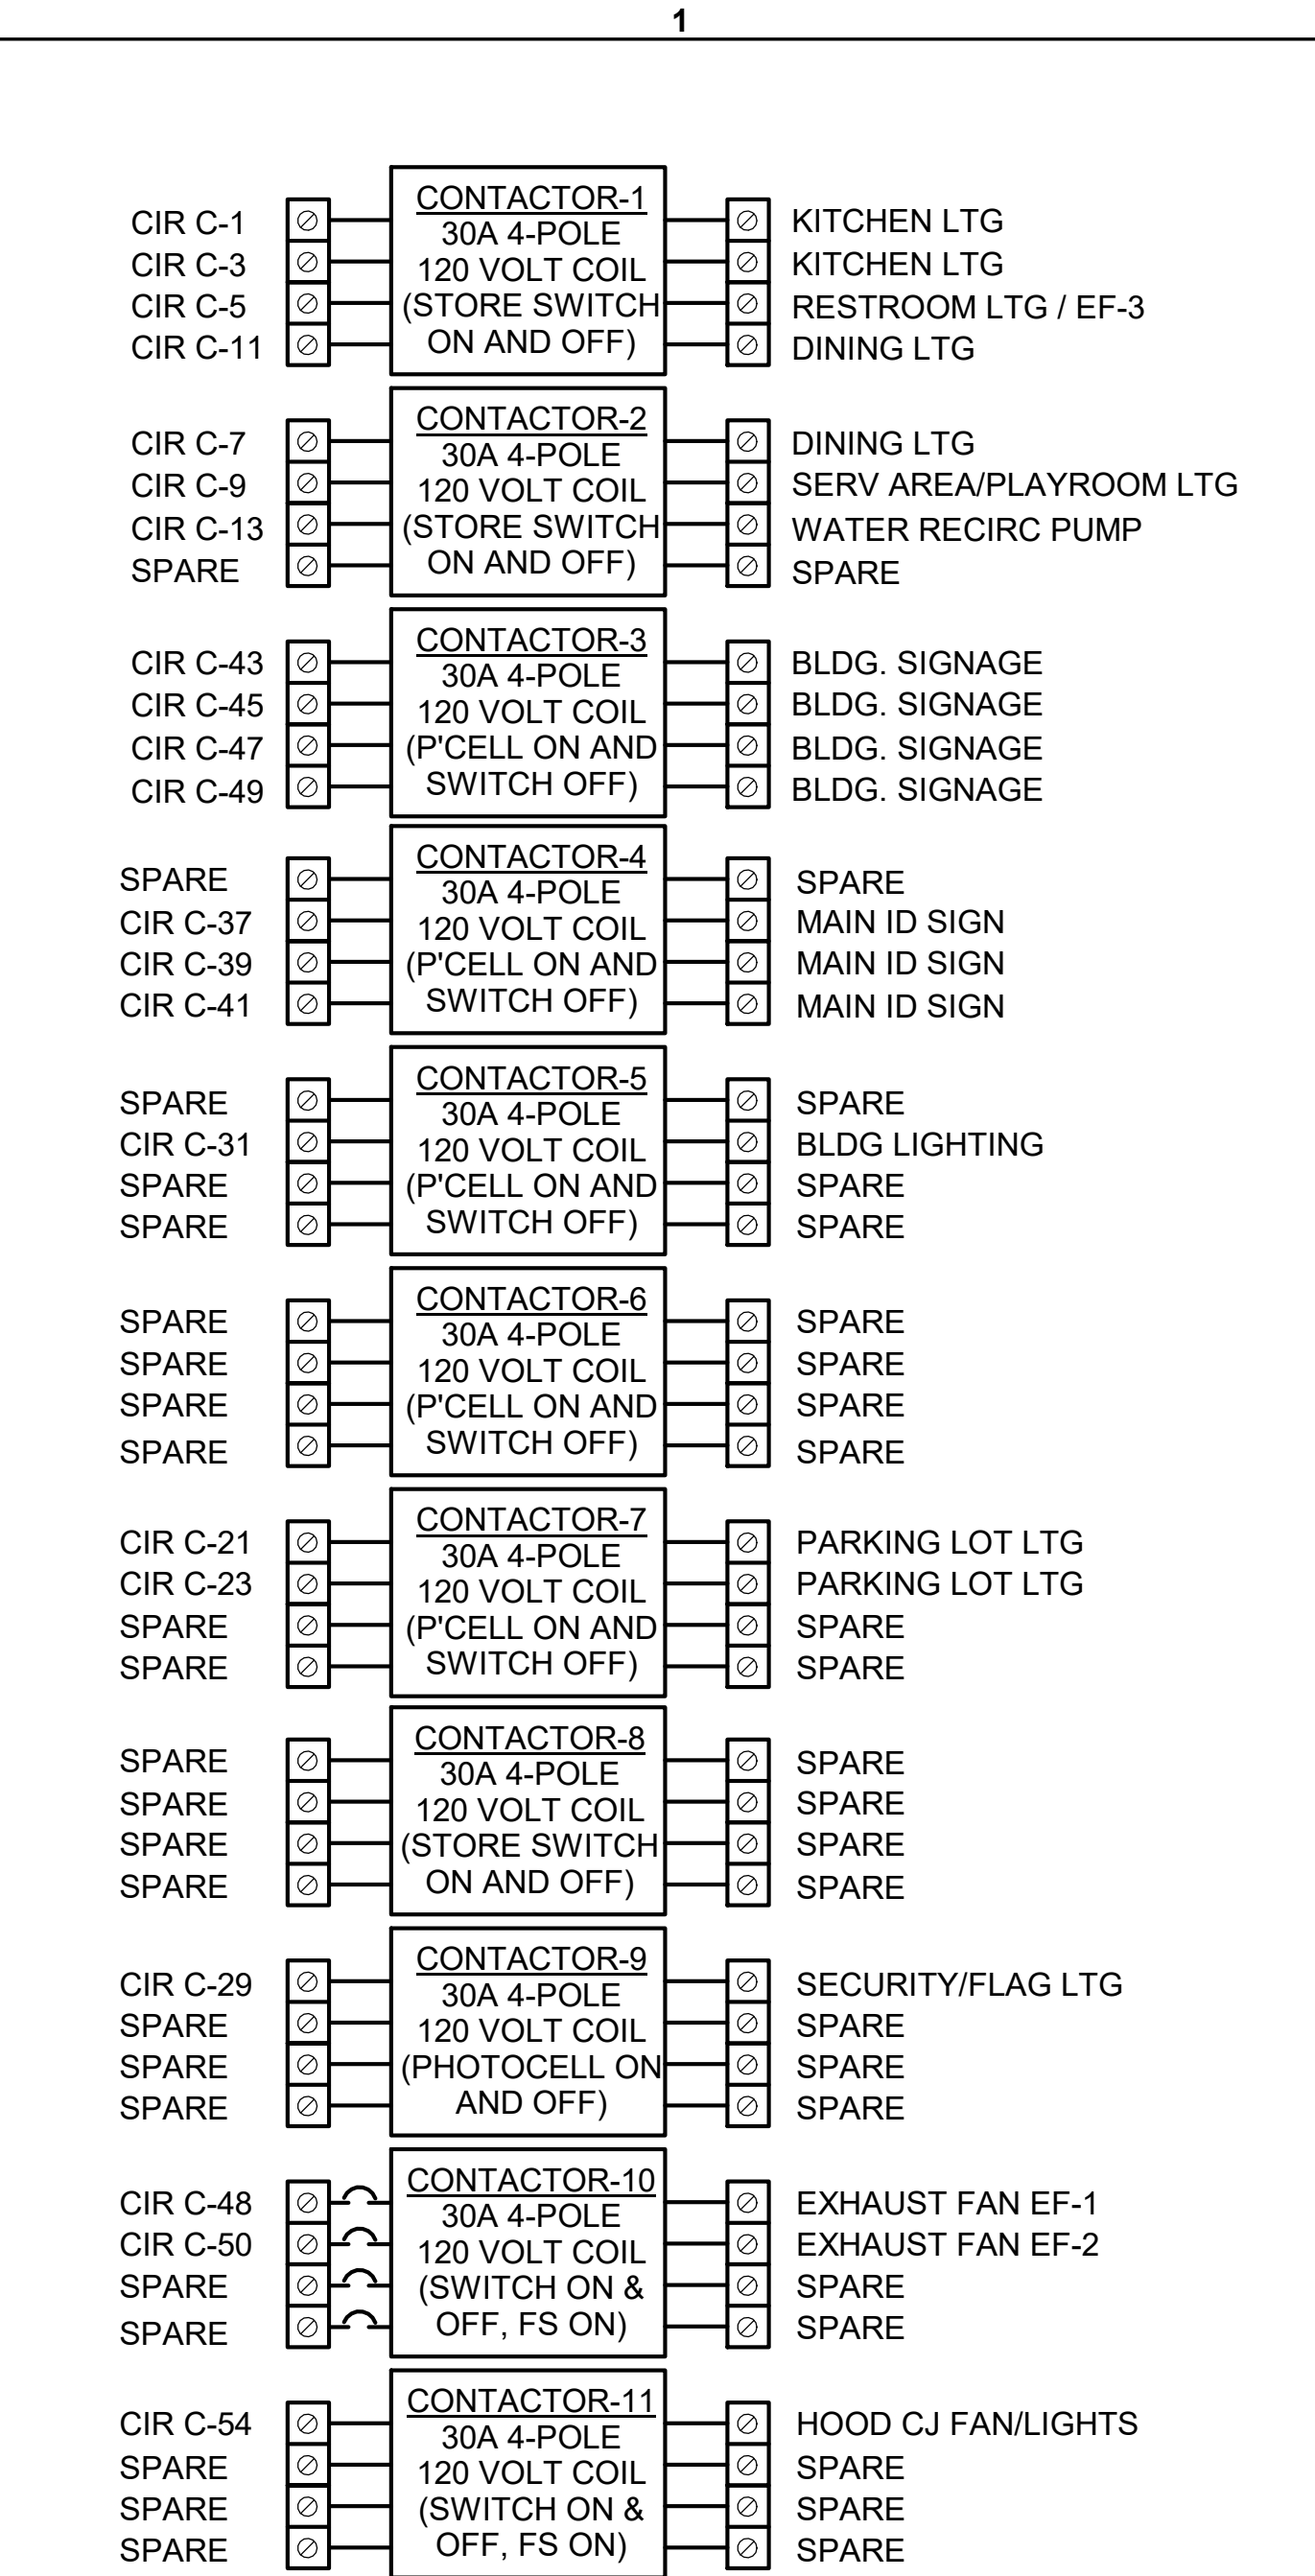 1
CIR C-1
CIR C-3
CIR C-5
CIR C-11
CONTACTOR-1
30A 4-POLE
120 VOLT COIL
(STORE SWITCH
ON AND OFF)
KITCHEN LTG
KITCHEN LTG
RESTROOM LTG / EF-3
DINING LTG
CIR C-7
CIR C-9
CIR C-13
SPARE
CONTACTOR-2
30A 4-POLE
120 VOLT COIL
(STORE SWITCH
ON AND OFF)
DINING LTG
SERV AREA/PLAYROOM LTG
WATER RECIRC PUMP
SPARE
CIR C-43
CIR C-45
CIR C-47
CIR C-49
CONTACTOR-3
30A 4-POLE
120 VOLT COIL
(P'CELL ON AND
SWITCH OFF)
BLDG. SIGNAGE
BLDG. SIGNAGE
BLDG. SIGNAGE
BLDG. SIGNAGE
SPARE
CIR C-37
CIR C-39
CIR C-41
CONTACTOR-4
30A 4-POLE
120 VOLT COIL
(P'CELL ON AND
SWITCH OFF)
SPARE
MAIN ID SIGN
MAIN ID SIGN
MAIN ID SIGN
SPARE
CIR C-31
SPARE
SPARE
CONTACTOR-5
30A 4-POLE
120 VOLT COIL
(P'CELL ON AND
SWITCH OFF)
SPARE
BLDG LIGHTING
SPARE
SPARE
SPARE
SPARE
SPARE
SPARE
CONTACTOR-6
30A 4-POLE
120 VOLT COIL
(P'CELL ON AND
SWITCH OFF)
SPARE
SPARE
SPARE
SPARE
CIR C-21
CIR C-23
SPARE
SPARE
CONTACTOR-7
30A 4-POLE
120 VOLT COIL
(P'CELL ON AND
SWITCH OFF)
PARKING LOT LTG
PARKING LOT LTG
SPARE
SPARE
SPARE
SPARE
SPARE
SPARE
CONTACTOR-8
30A 4-POLE
120 VOLT COIL
(STORE SWITCH
ON AND OFF)
SPARE
SPARE
SPARE
SPARE
CIR C-29
SPARE
SPARE
SPARE
CONTACTOR-9
30A 4-POLE
120 VOLT COIL
(PHOTOCELL ON
AND OFF)
SECURITY/FLAG LTG
SPARE
SPARE
SPARE
CIR C-48
CIR C-50
SPARE
SPARE
CONTACTOR-10
30A 4-POLE
120 VOLT COIL
(SWITCH ON &
OFF, FS ON)
EXHAUST FAN EF-1
EXHAUST FAN EF-2
SPARE
SPARE
CIR C-54
SPARE
SPARE
SPARE
CONTACTOR-11
30A 4-POLE
120 VOLT COIL
(SWITCH ON &
OFF, FS ON)
HOOD CJ FAN/LIGHTS
SPARE
SPARE
SPARE